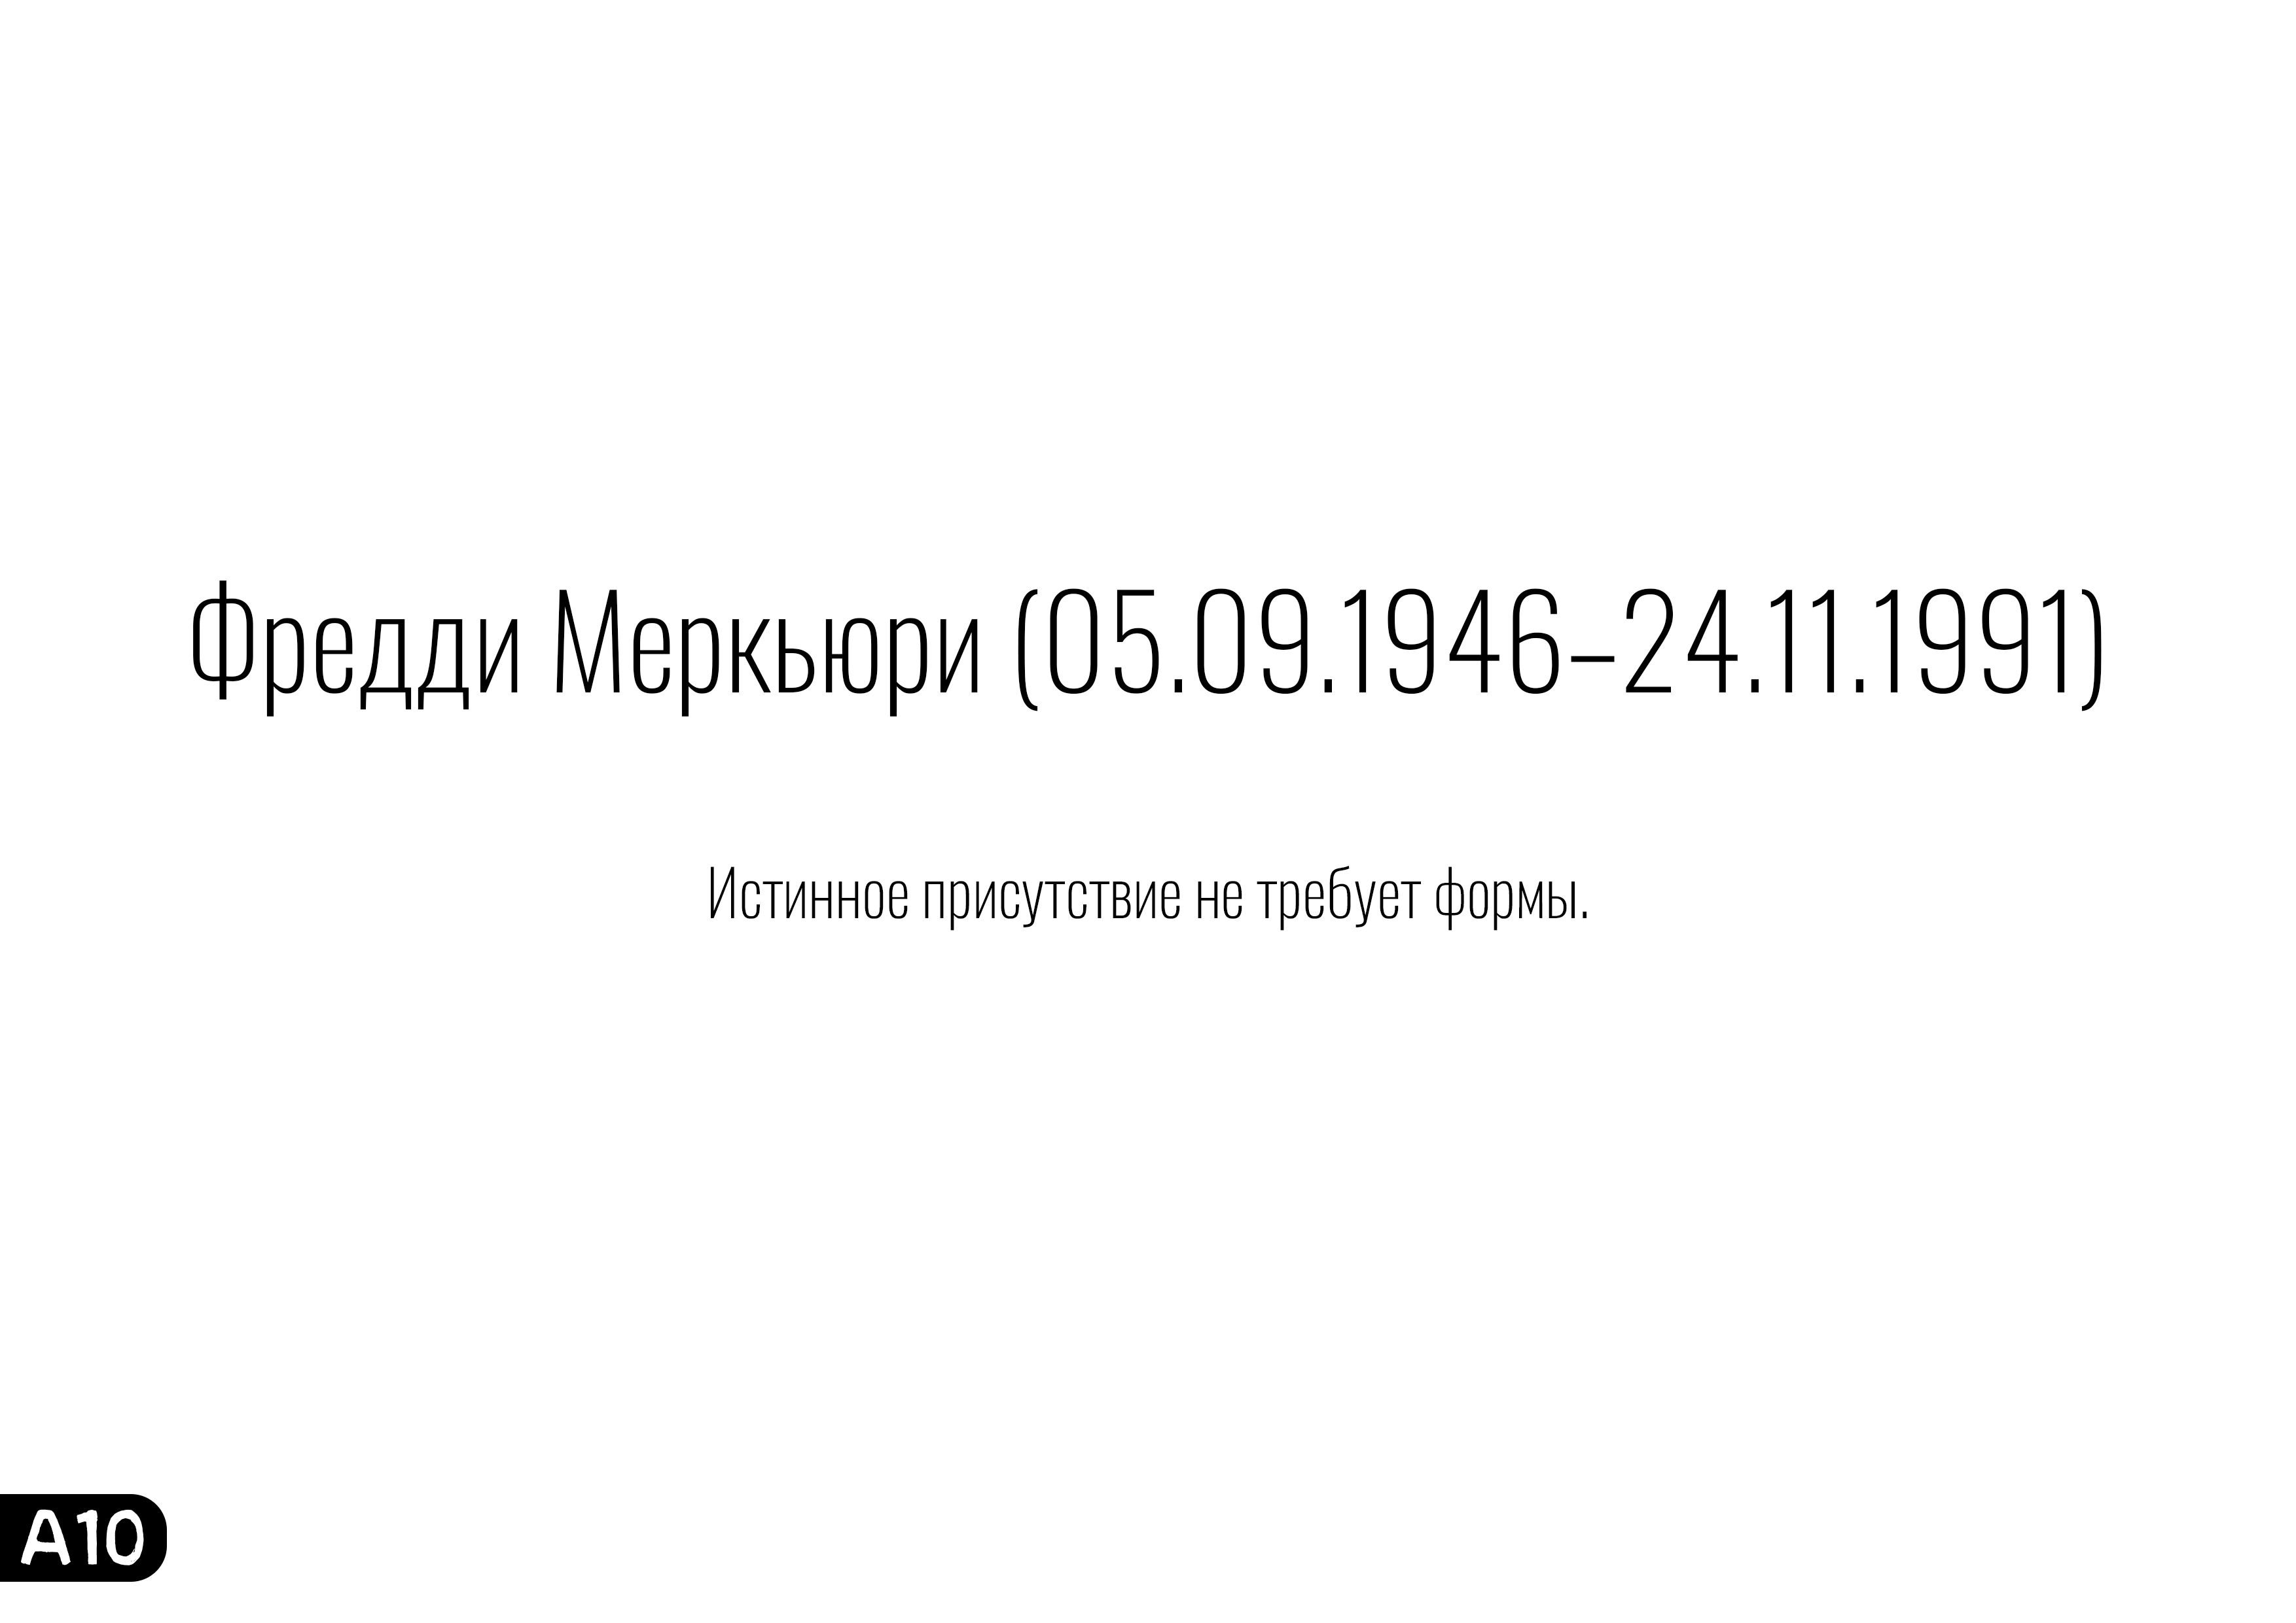 Фредди Меркьюри (05.09.1946–24.11.1991)
Истинное присутствие не требует формы.
A10